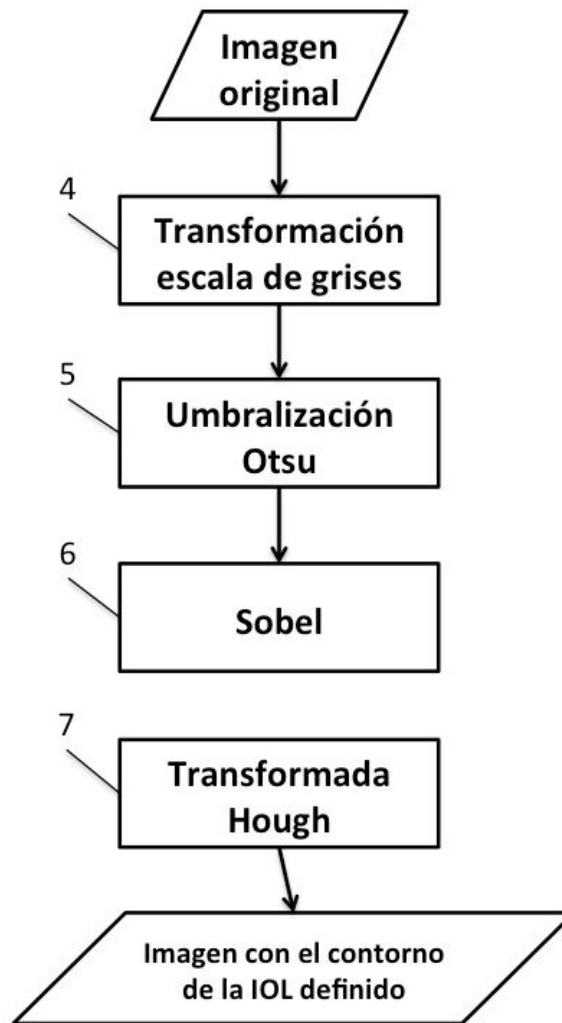 Imagen
original
4
Transformación
escala de grises
5
Umbralización
Otsu
6
Sobel
7
Transformada
Hough
Imagen con el contorno
de la IOL definido